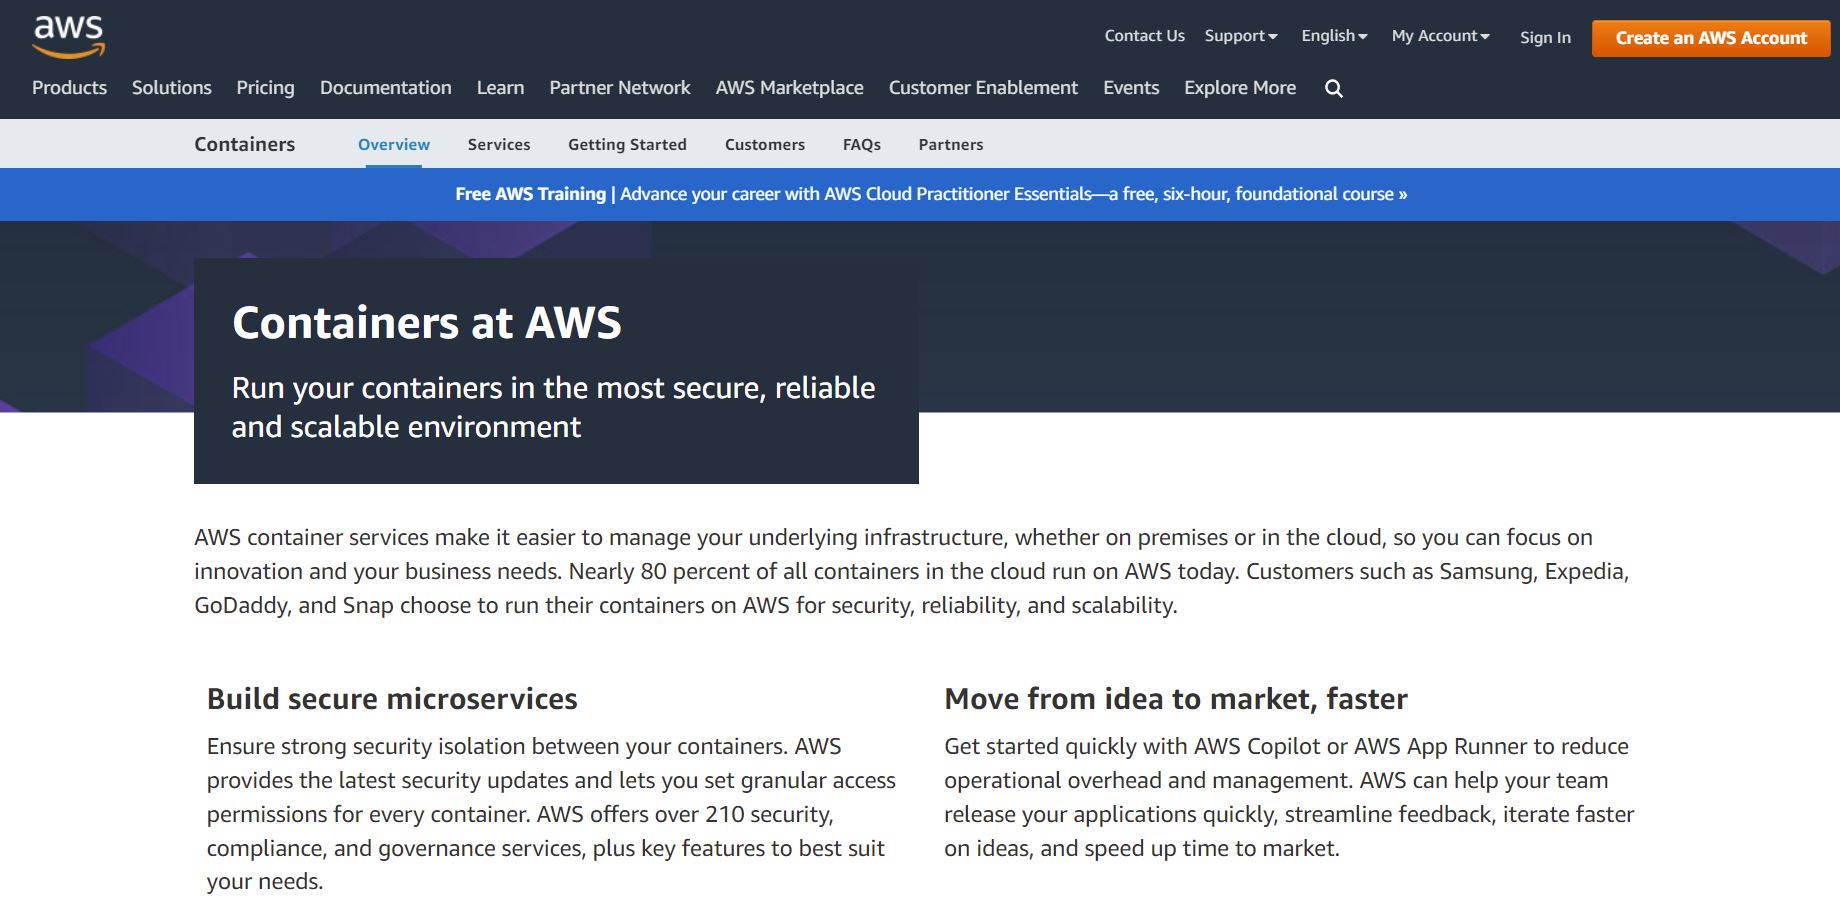 aws
Contact Us Support English My Account Sign In Create an AWS Account
Products Solutions Pricing Documentation Learn Partner Network AWS Marketplace Customer Enablement Events Explore More
Containers Overview Services Getting Started Customers FAQs Partners
Free AWS Training | Advance your career with AWS Cloud Practitioner Essentials—a free, six-hour, foundational course »
Containers at AWS
Run your containers in the most secure, reliable
and scalable environment
AWS container services make it easier to manage your underlying infrastructure, whether on premises or in the cloud, so you can focus on
innovation and your business needs. Nearly 80 percent of all containers in the cloud run on AWS today. Customers such as Samsung, Expedia,
GoDaddy, and Snap choose to run their containers on AWS for security, reliability, and scalability.
Build secure microservices
Ensure strong security isolation between your containers. AWS
provides the latest security updates and lets you set granular access
permissions for every container. AWS offers over 210 security,
compliance, and governance services, plus key features to best suit
your needs.
Move from idea to market, faster
Get started quickly with AWS Copilot or AWS App Runner to reduce
operational overhead and management. AWS can help your team
release your applications quickly, streamline feedback, iterate faster
on ideas, and speed up time to market.